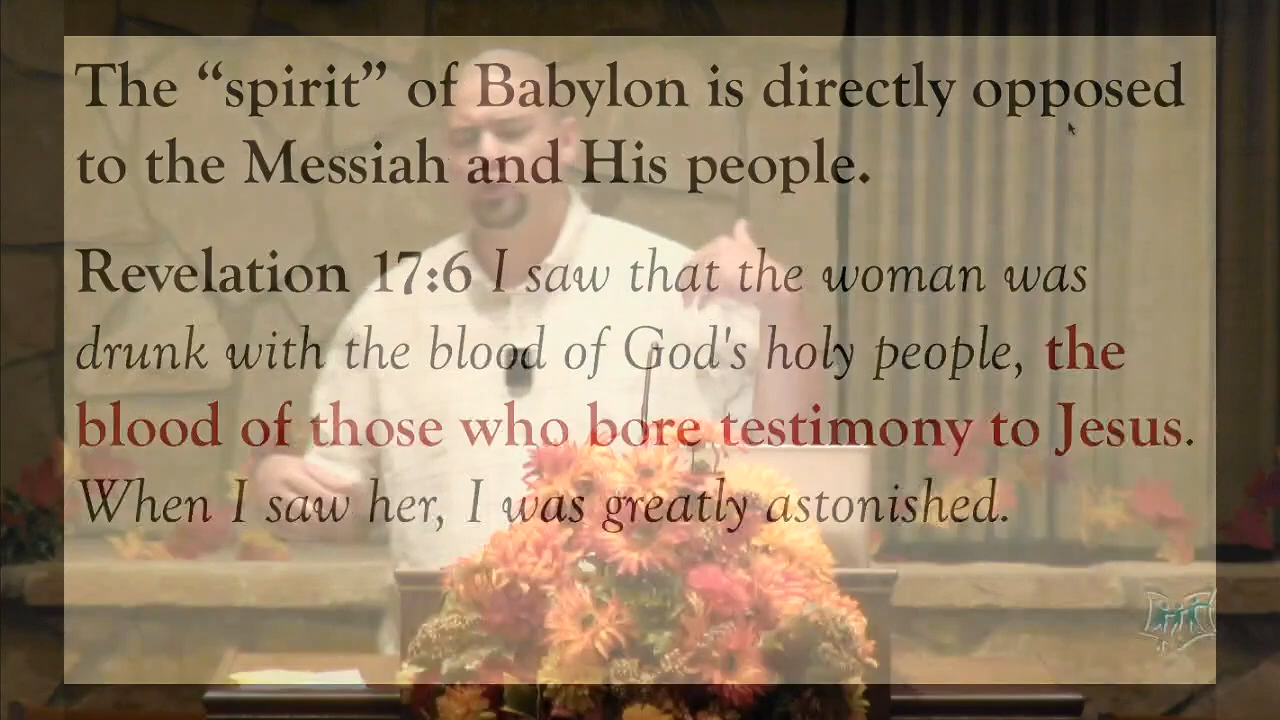 The “spirit” of Babylon is directly opposed
to the Messiah and His people.
Revelation 17:6 I saw that the woman was
drunk with the blood of God's holy people, the
blood of those who bore testimony to Jesus.
When I saw her, I was greatly astonished.